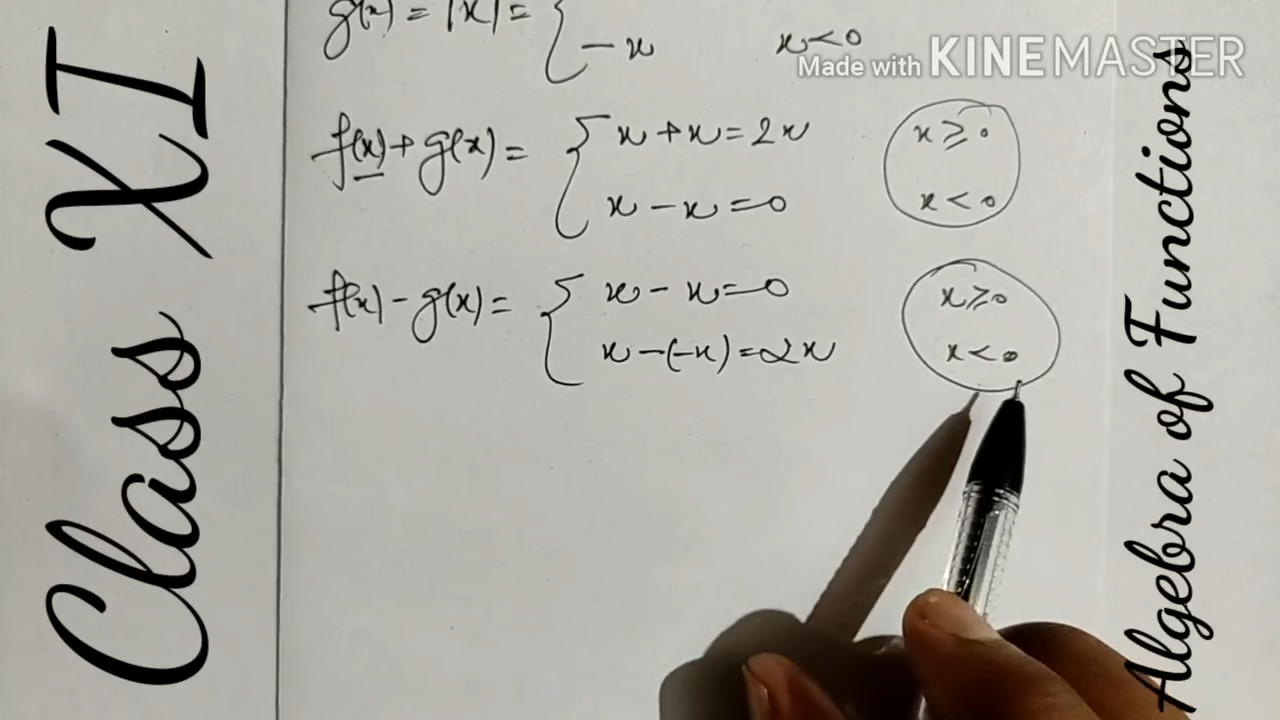 Class XI
g(x) = |x| = {
-x x<0
Made with KINEMASTER
f(x)+g(x) = { x+x=2x x≥0
x-x=0 x<0
f(x)-g(x) = { x-x=0 x≥0
x-(-x)=2x x<0
Algebra of Functions